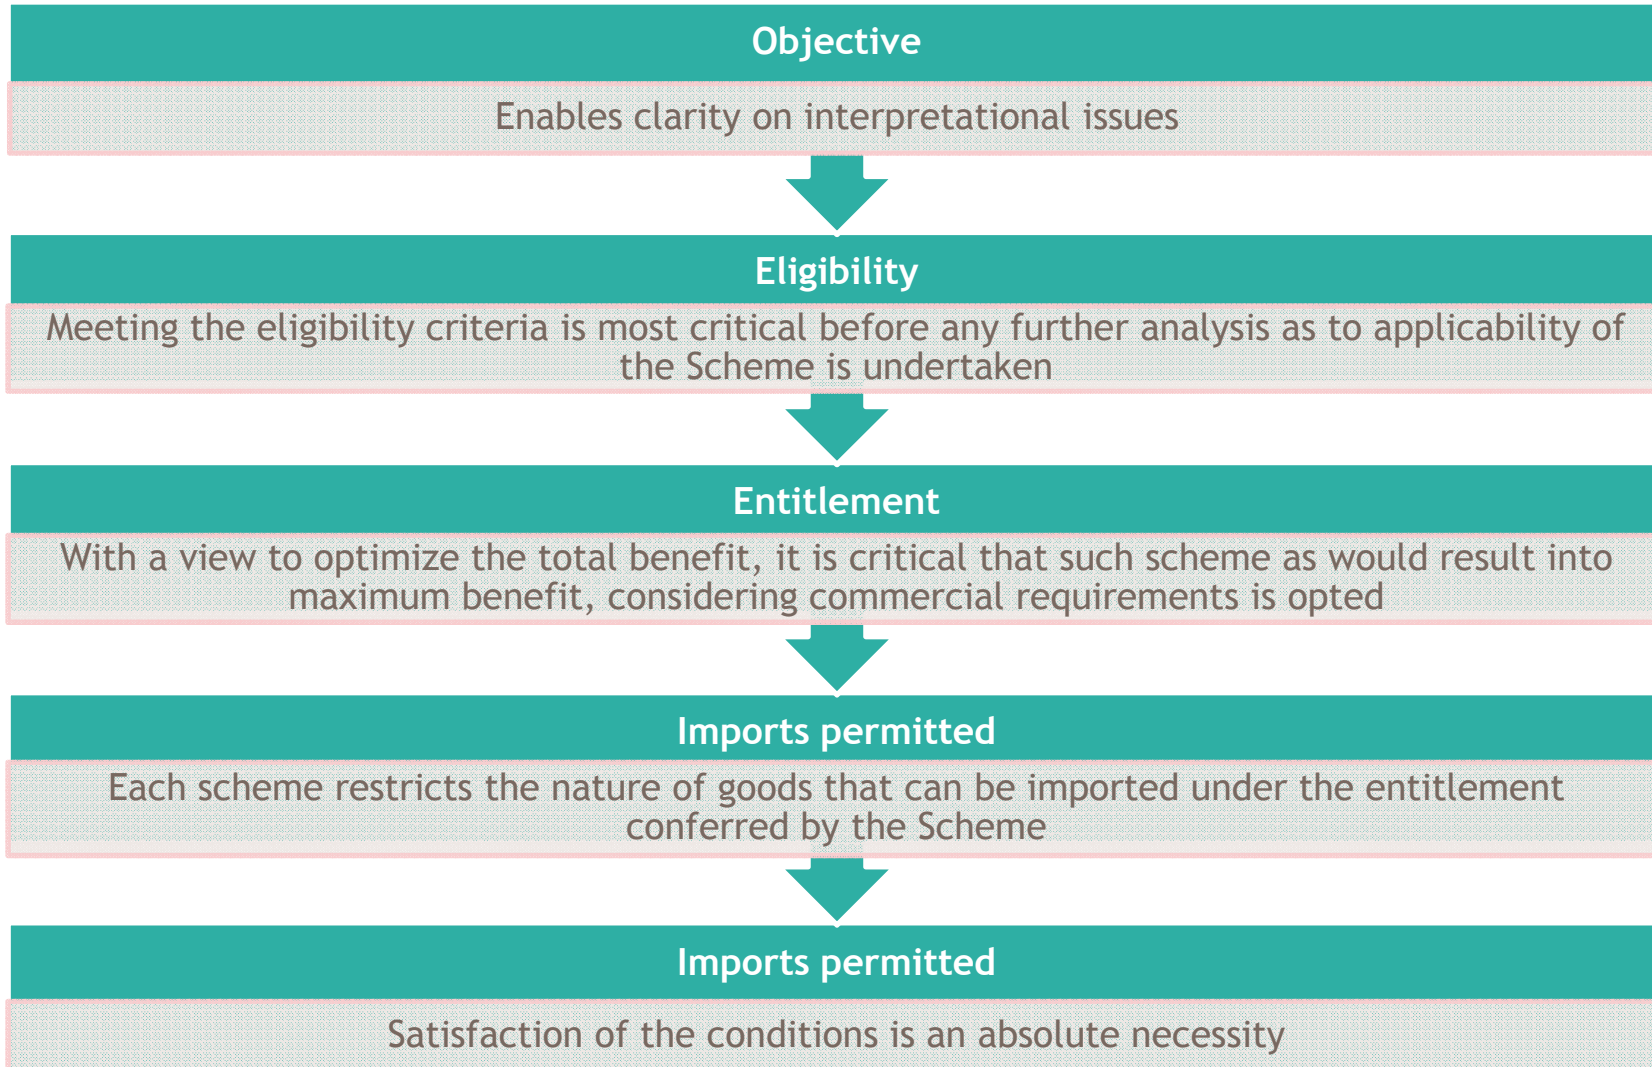 Objective
Enables clarity on interpretational issues
Eligibility
Meeting the eligibility criteria is most critical before any further analysis as to applicability of
the Scheme is undertaken
Entitlement
With a view to optimize the total benefit, it is critical that such scheme as would result into
maximum benefit, considering commercial requirements is opted
Imports permitted
Each scheme restricts the nature of goods that can be imported under the entitlement
conferred by the Scheme
Imports permitted
Satisfaction of the conditions is an absolute necessity